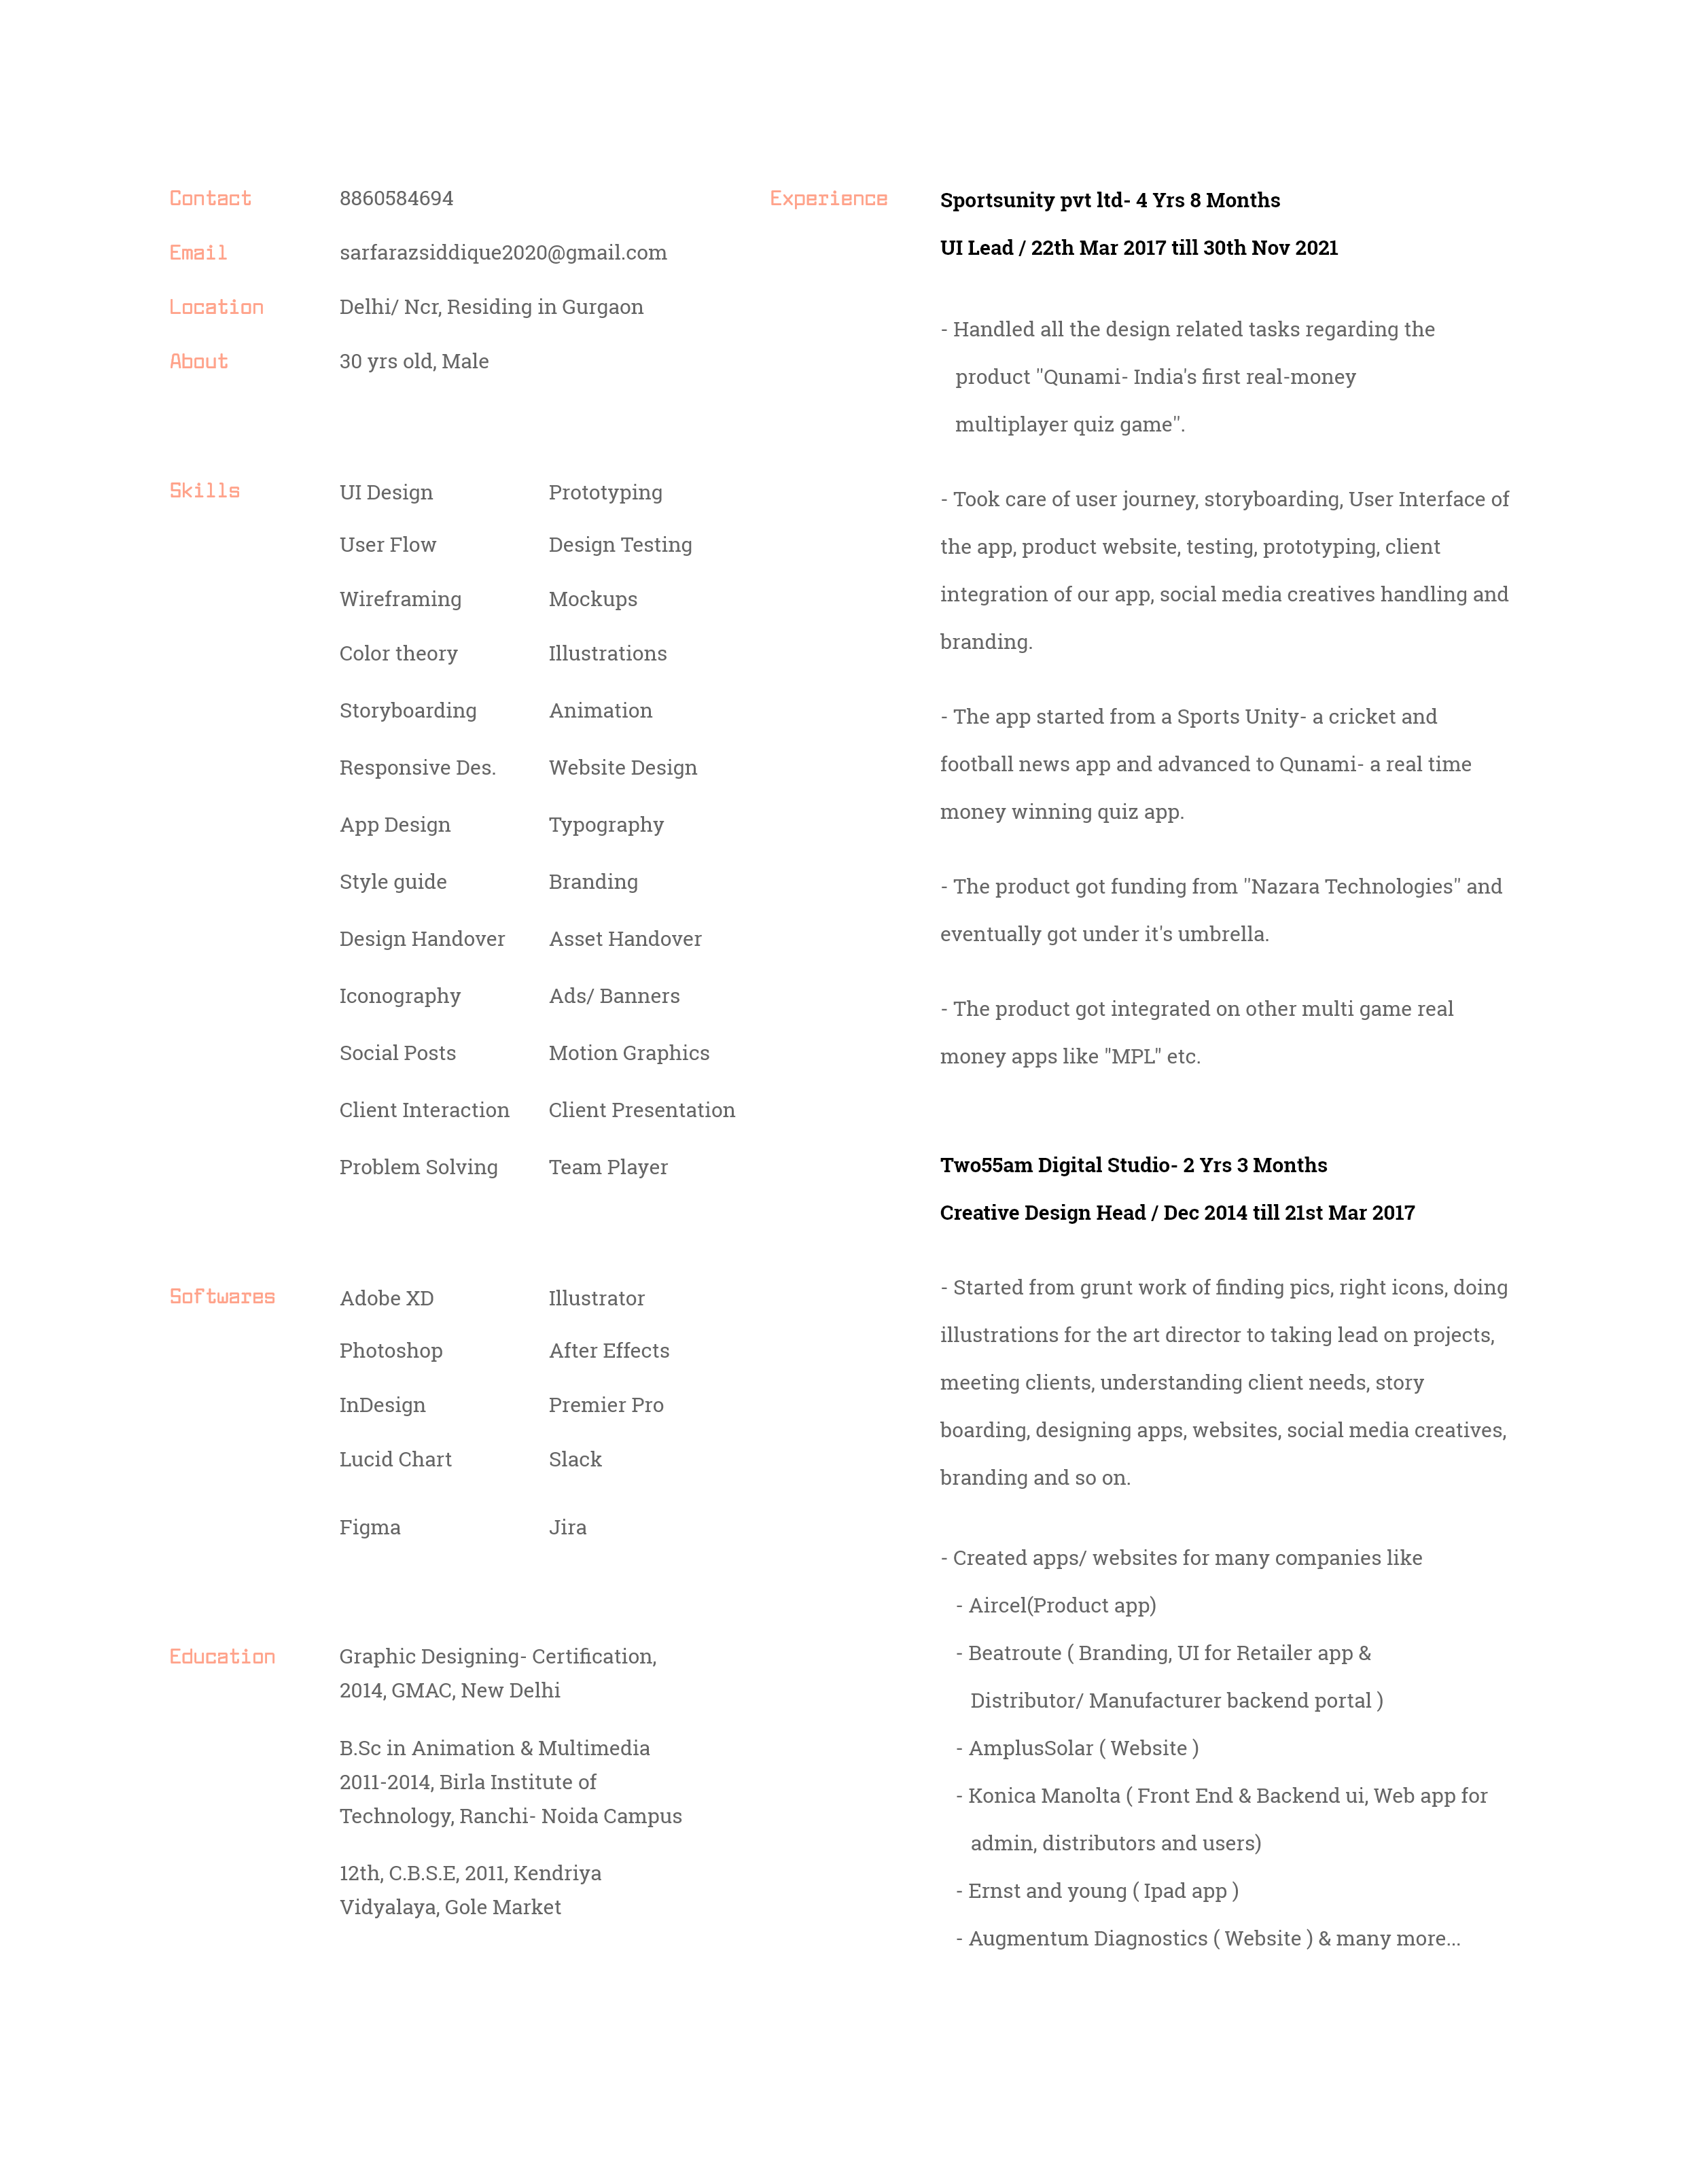 Contact 8860584694
Email sarfarazsiddique2020@gmail.com
Location Delhi/ Ncr, Residing in Gurgaon
About 30 yrs old, Male
Skills UI Design Prototyping
User Flow Design Testing
Wireframing Mockups
Color theory Illustrations
Storyboarding Animation
Responsive Des. Website Design
App Design Typography
Style guide Branding
Design Handover Asset Handover
Iconography Ads/ Banners
Social Posts Motion Graphics
Client Interaction Client Presentation
Problem Solving Team Player
Softwares Adobe XD Illustrator
Photoshop After Effects
InDesign Premier Pro
Lucid Chart Slack
Figma Jira
Education Graphic Designing- Certification,
2014, GMAC, New Delhi
B.Sc in Animation & Multimedia
2011-2014, Birla Institute of
Technology, Ranchi- Noida Campus
12th, C.B.S.E, 2011, Kendriya
Vidyalaya, Gole Market
Experience Sportsunity pvt ltd- 4 Yrs 8 Months
UI Lead / 22th Mar 2017 till 30th Nov 2021
- Handled all the design related tasks regarding the
product "Qunami- India's first real-money
multiplayer quiz game".
- Took care of user journey, storyboarding, User Interface of
the app, product website, testing, prototyping, client
integration of our app, social media creatives handling and
branding.
- The app started from a Sports Unity- a cricket and
football news app and advanced to Qunami- a real time
money winning quiz app.
- The product got funding from "Nazara Technologies" and
eventually got under it's umbrella.
- The product got integrated on other multi game real
money apps like "MPL" etc.
Two55am Digital Studio- 2 Yrs 3 Months
Creative Design Head / Dec 2014 till 21st Mar 2017
- Started from grunt work of finding pics, right icons, doing
illustrations for the art director to taking lead on projects,
meeting clients, understanding client needs, story
boarding, designing apps, websites, social media creatives,
branding and so on.
- Created apps/ websites for many companies like
- Aircel(Product app)
- Beatroute ( Branding, UI for Retailer app &
Distributor/ Manufacturer backend portal )
- AmplusSolar ( Website )
- Konica Manolta ( Front End & Backend ui, Web app for
admin, distributors and users)
- Ernst and young ( Ipad app )
- Augmentum Diagnostics ( Website ) & many more...